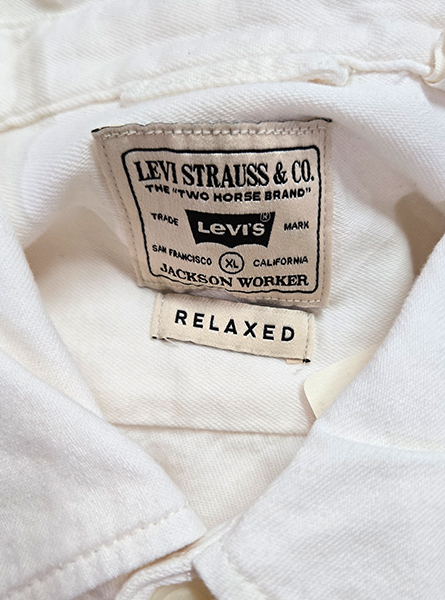 LEVI STRAUSS & CO.
THE "TWO HORSE BRAND"
TRADE Levi's® MARK
SAN FRANCISCO XL CALIFORNIA
JACKSON WORKER
RELAXED